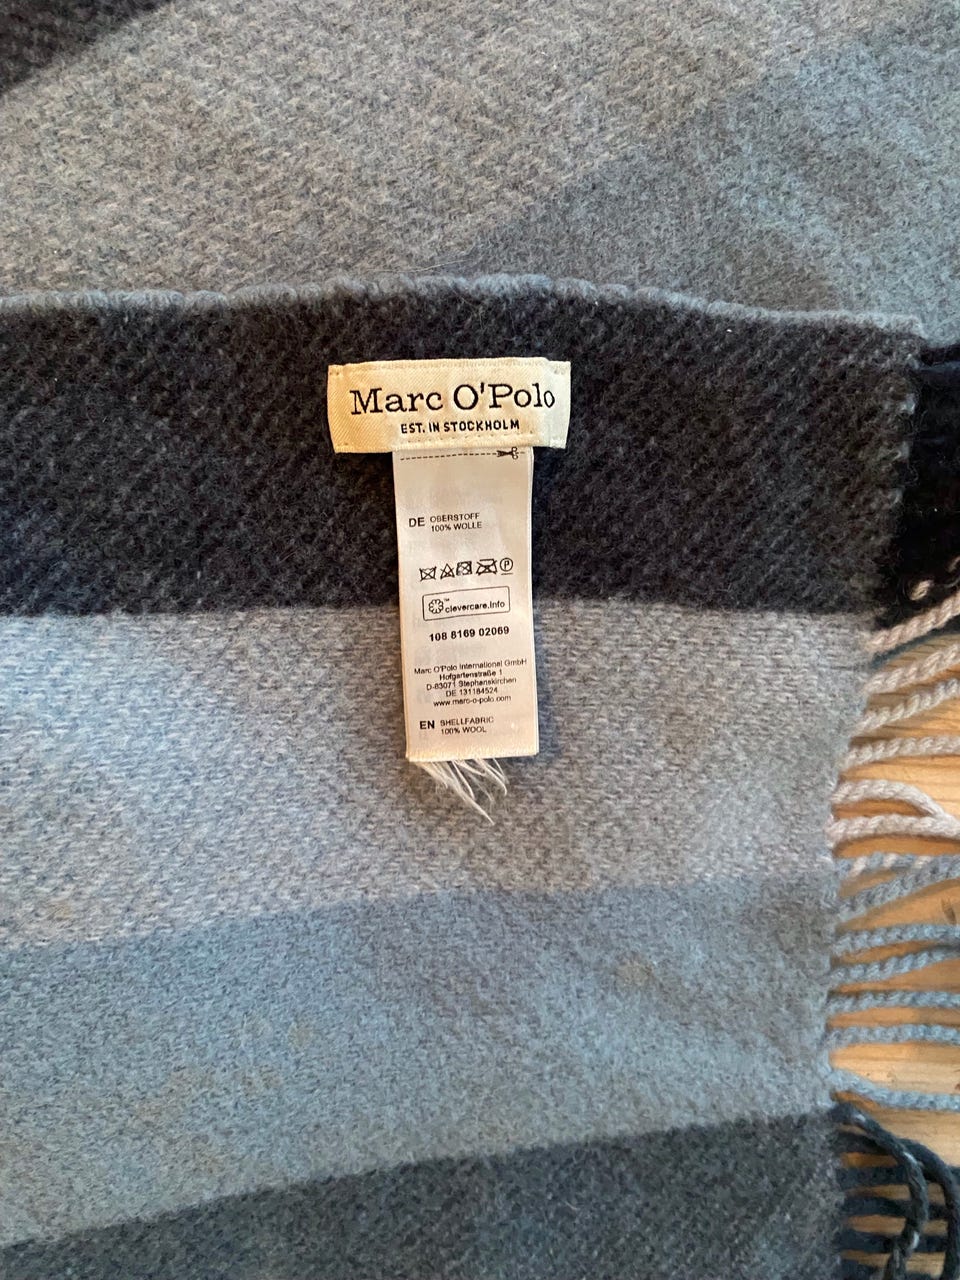 Marc O'Polo
EST. IN STOCKHOLM
DE OBERSTOFF
100% WOLLE
P
clevercare.info
108 8169 02069
Marc O'Polo International GmbH
Hofgartenstraße 1
D-83071 Stephanskirchen
DE 131184524
www.marc-o-polo.com
EN SHELLFABRIC
100% WOOL